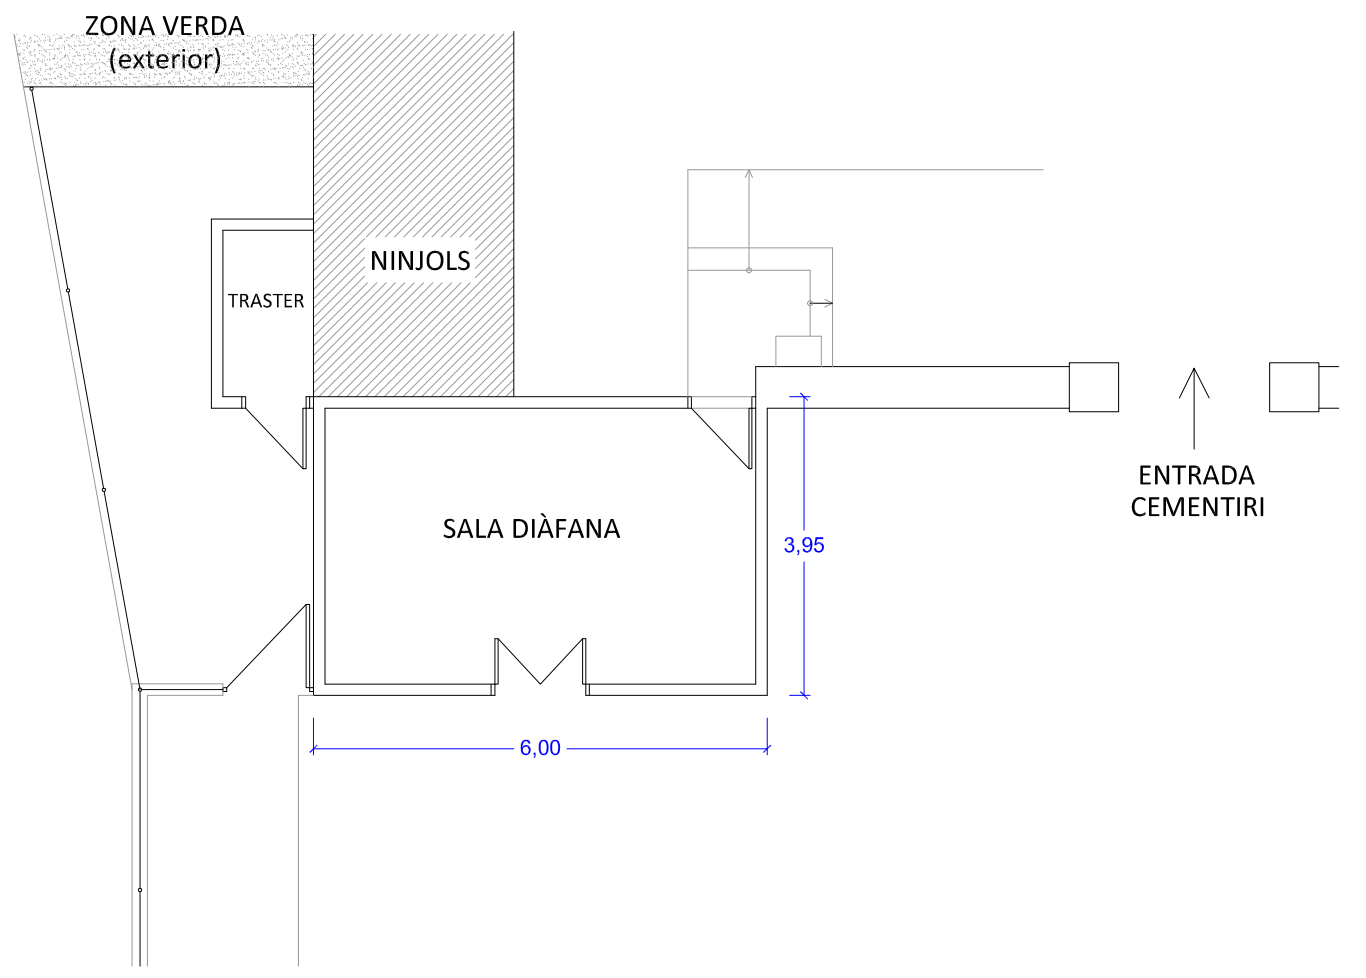 ZONA VERDA
(exterior)
NINJOLS
TRASTER
ENTRADA
CEMENTIRI
SALA DIÀFANA
3,95
6,00